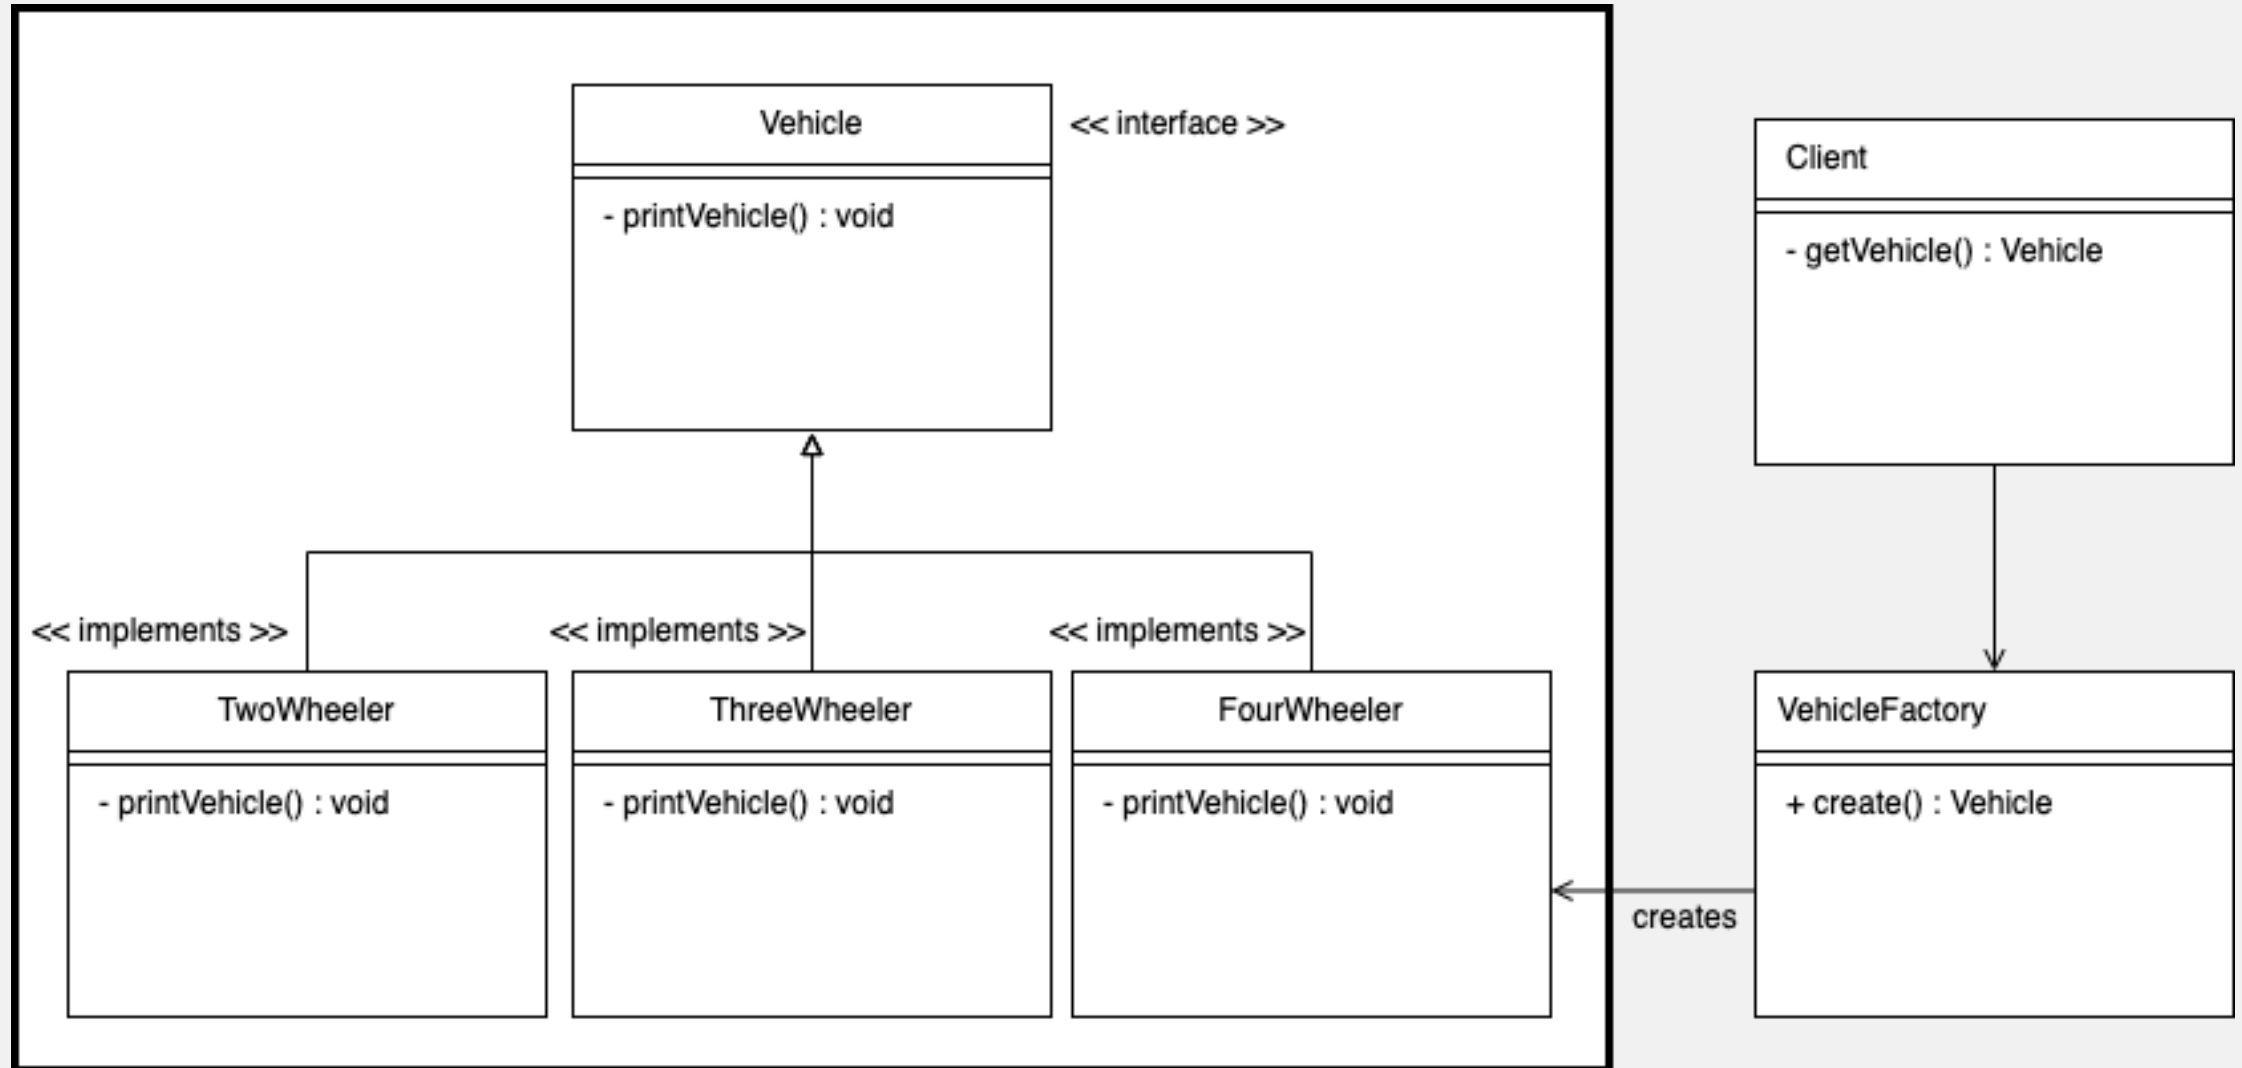 Vehicle
<< interface >>
- printVehicle() : void
Client
- getVehicle() : Vehicle
<< implements >>
<< implements >>
<< implements >>
TwoWheeler
- printVehicle() : void
ThreeWheeler
- printVehicle() : void
FourWheeler
- printVehicle() : void
VehicleFactory
+ create() : Vehicle
creates